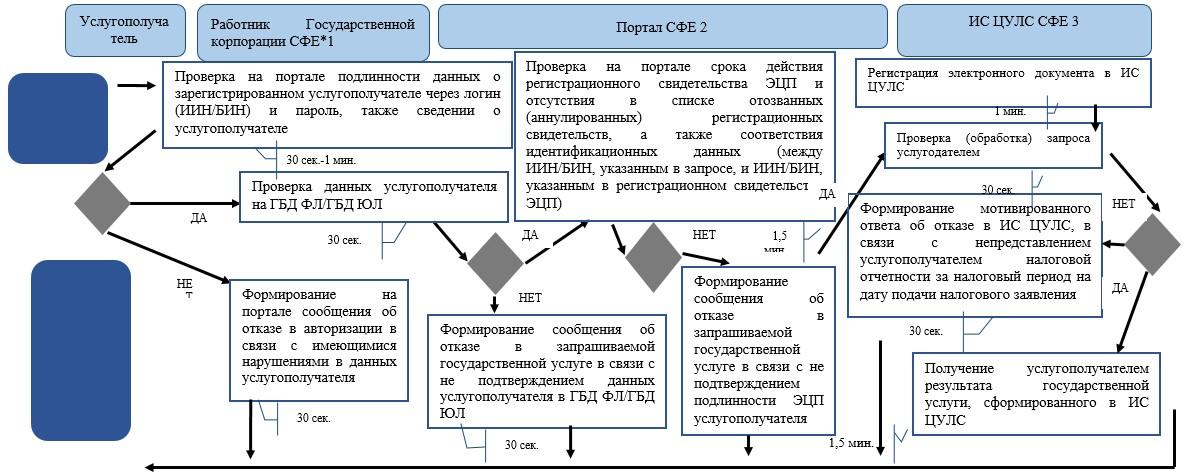 Услугополуча
тель
Работник Государственной
корпорации СФЕ*1
Портал СФЕ 2
ИС ЦУЛС СФЕ 3
Проверка на портале подлинности данных о
зарегистрированном услугополучателе через логин
(ИИН/БИН) и пароль, также сведении о
услугополучателе
30 сек.-1 мин.
Проверка данных услугополучателя
на ГБД ФЛ/ГБД ЮЛ
ДА
30 сек.
НЕ
Т
Формирование на
портале сообщения об
отказе в авторизации в
связи с имеющимися
нарушениями в данных
услугополучателя
30 сек.
ДА
НЕТ
Формирование сообщения об
отказе в запрашиваемой
государственной услуге в связи с
не подтверждением данных
услугополучателя в ГБД ФЛ/ГБД
ЮЛ
30 сек.
Проверка на портале срока действия
регистрационного свидетельства ЭЦП и
отсутствия в списке отозванных
(аннулированных) регистрационных
свидетельств, а также соответствия
идентификационных данных (между
ИИН/БИН, указанным в запросе, и ИИН/БИН,
указанным в регистрационном свидетельст
ЭЦП)
ДА
НЕТ
1,5
мин.
Формирование
сообщения об
отказе в
запрашиваемой
государственной
услуге в связи с не
подтверждением
подлинности ЭЦП
услугополучателя
1,5 мин.
Регистрация электронного документа в ИС
ЦУЛС
1 мин.
Проверка (обработка) запроса
услугодателем
30 сек.
НЕТ
Формирование мотивированного
ответа об отказе в ИС ЦУЛС, в
связи с непредставлением
услугополучателем налоговой
отчетности за налоговый период на
дату подачи налогового заявления
ДА
30 сек.
Получение услугополучателем
результата государственной
услуги, сформированного в ИС
ЦУЛС